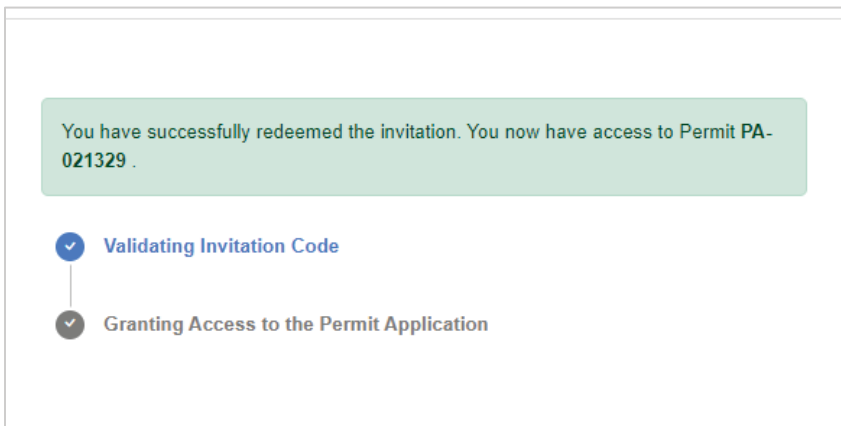 You have successfully redeemed the invitation. You now have access to Permit PA-
021329 .
Validating Invitation Code
Granting Access to the Permit Application